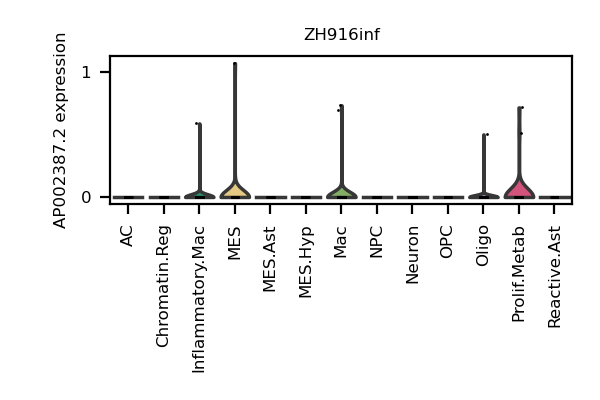 ZH916inf
AP002387.2 expression
1
0
AC
Chromatin.Reg
Inflammatory.Mac
MES
MES.Ast
MES.Hyp
Mac
NPC
Neuron
OPC
Oligo
Prolif.Metab
Reactive.Ast